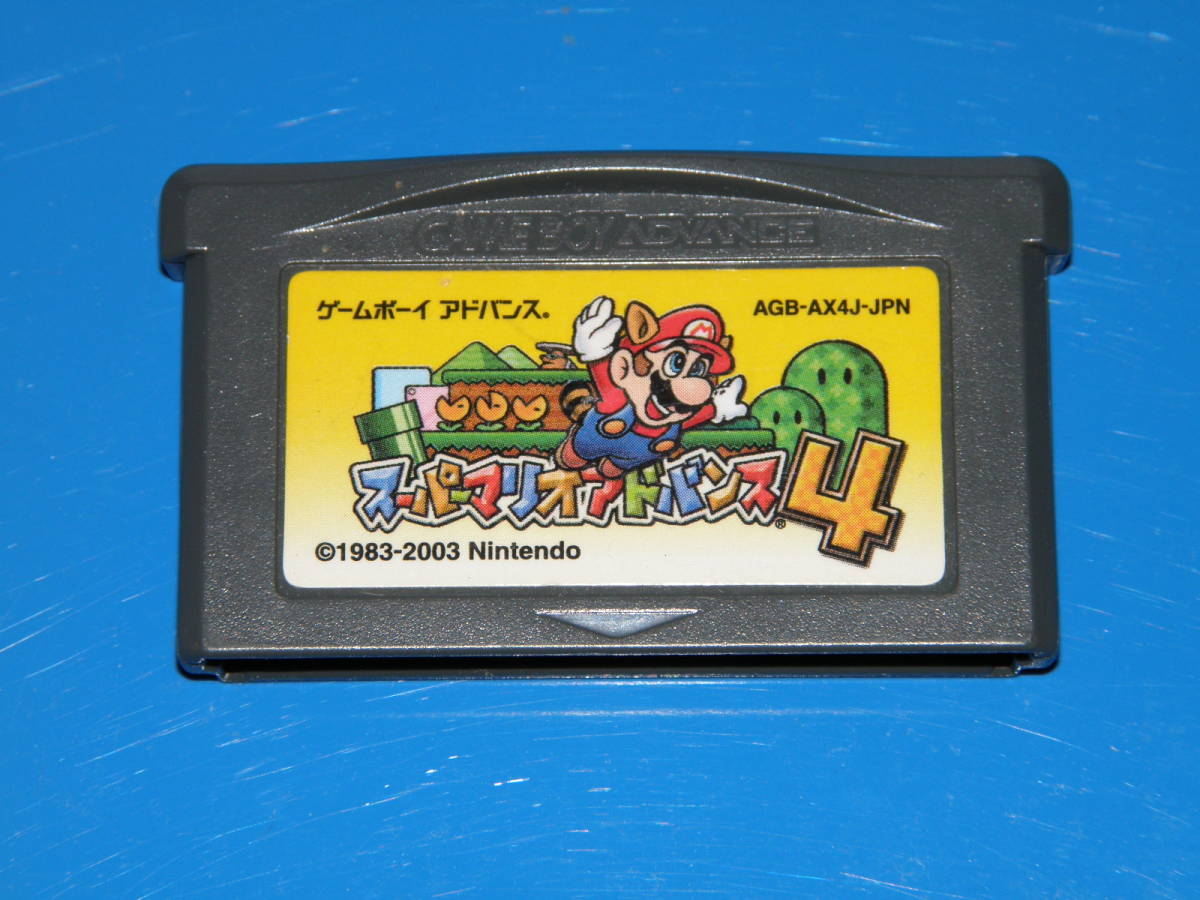 GAME BOY ADVANCE
ゲームボーイ アドバンス®
AGB-AX4J-JPN
M
スーパーマリオアドバンス4®
©1983-2003 Nintendo